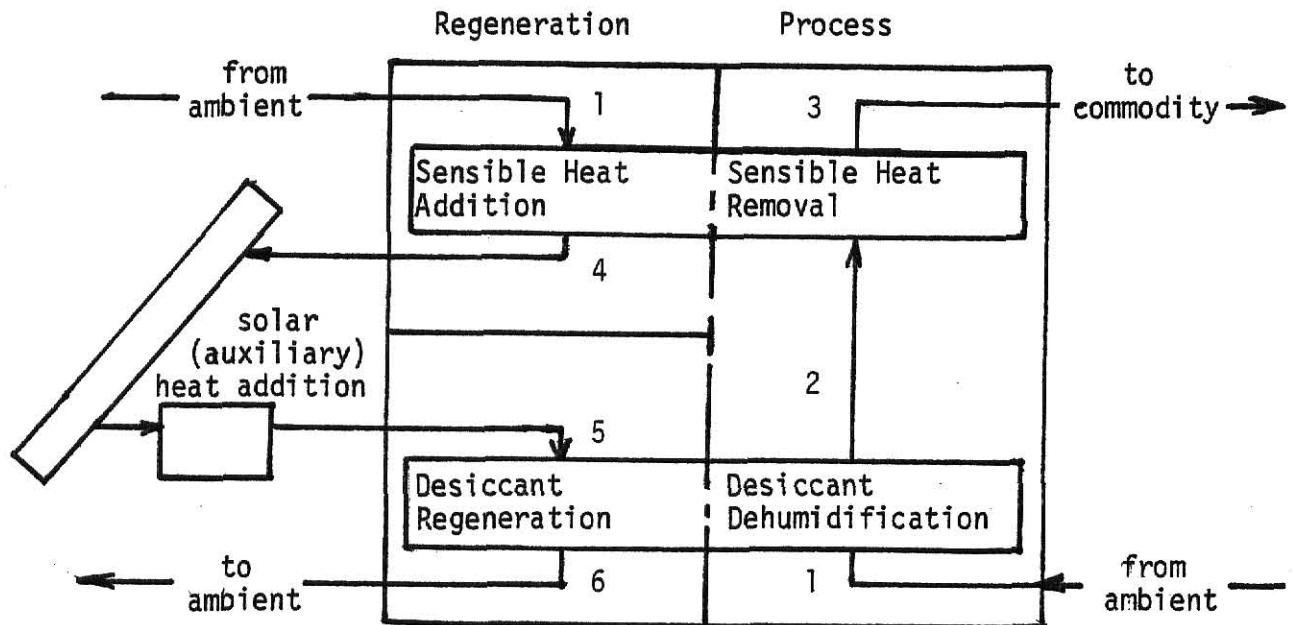 Regeneration
Process
from
ambient
1
3
to
commodity
Sensible Heat
Addition
Sensible Heat
Removal
4
solar
(auxiliary)
heat addition
2
5
Desiccant
Regeneration
Desiccant
Dehumidification
to
ambient
6
1
from
ambient